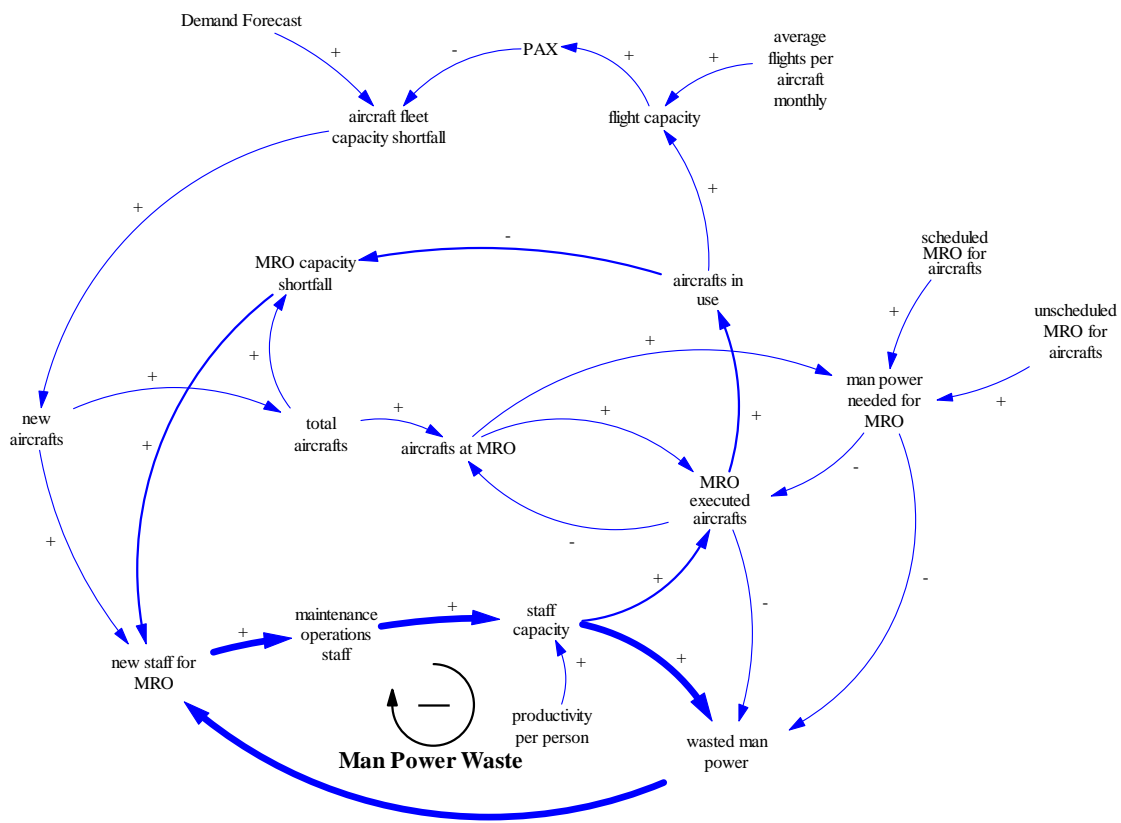 Demand Forecast
+
-
PAX
+
+
average
flights per
aircraft
monthly
aircraft fleet
capacity shortfall
flight capacity
+
+
-
MRO capacity
shortfall
aircrafts in
use
scheduled
MRO for
aircrafts
+
unscheduled
MRO for
aircrafts
+
+
+
man power
needed for
MRO
+
new
aircrafts
+
total
aircrafts
+
aircrafts at MRO
+
+
-
MRO
executed
aircrafts
+
-
+
-
-
maintenance
operations
staff
+
staff
capacity
+
+
+
new staff for
MRO
productivity
per person
wasted man
power
Man Power Waste